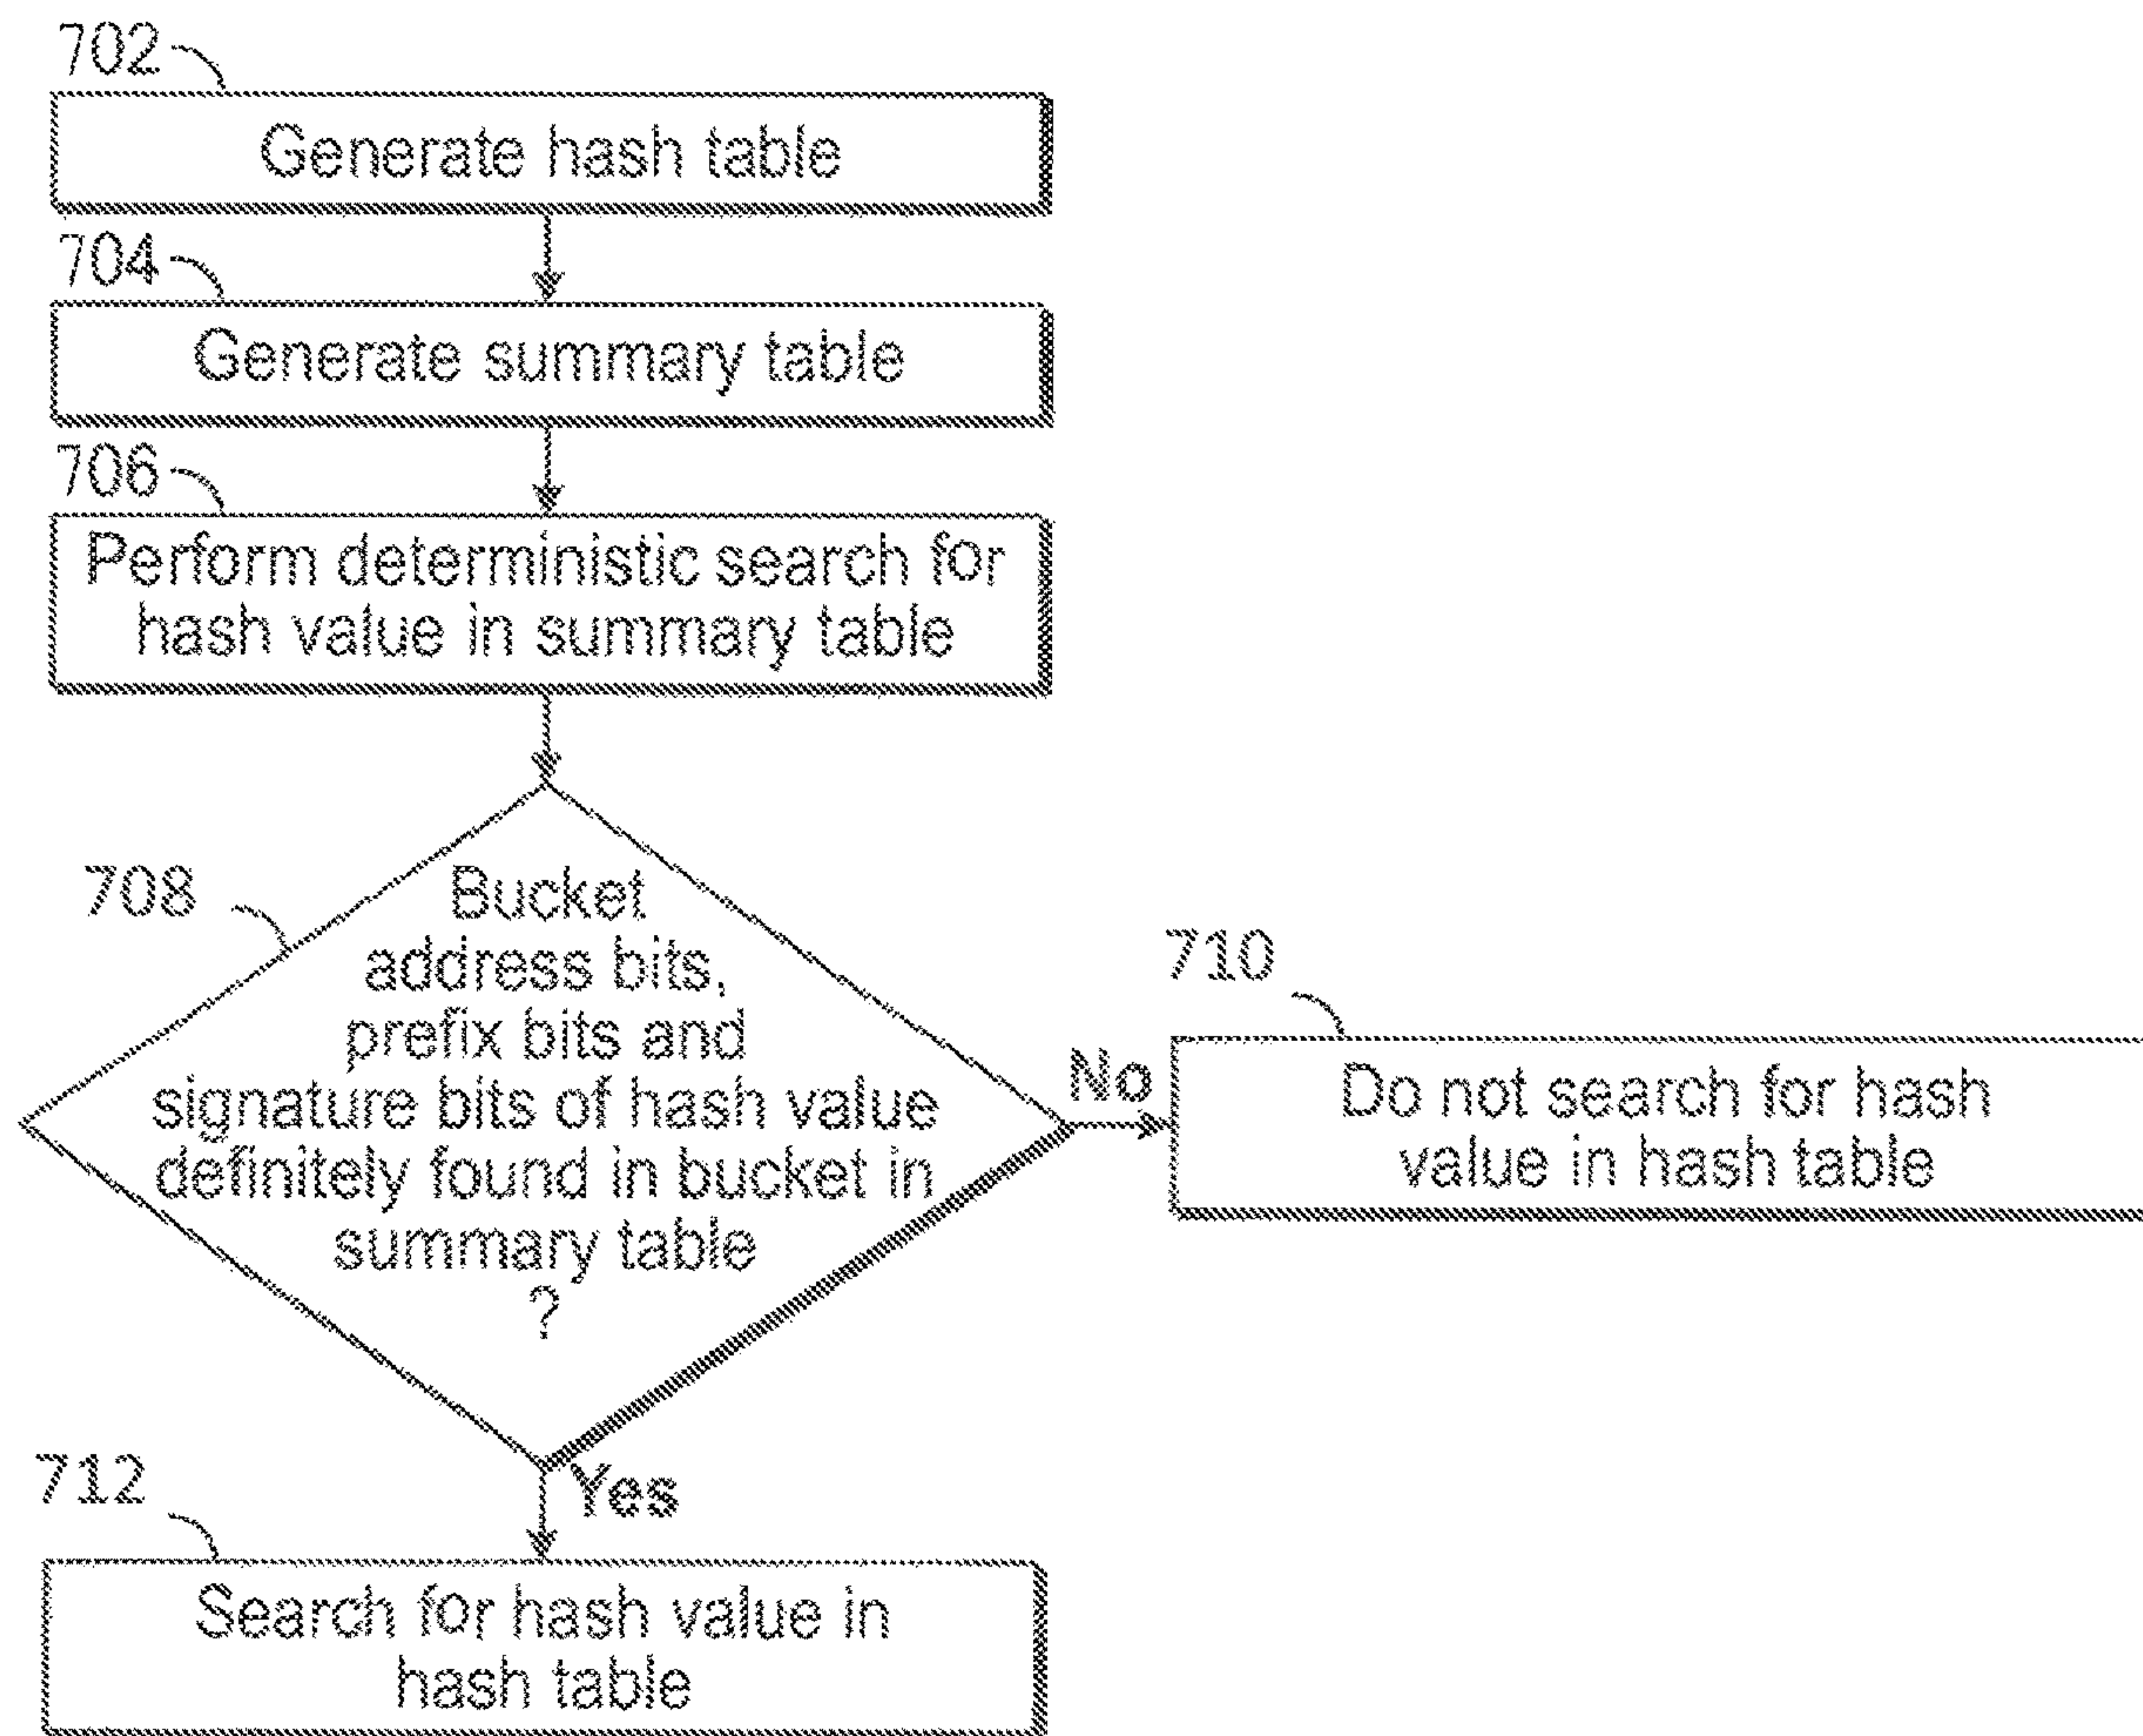 702
Generate hash table
704
Generate summary table
706
Perform deterministic search for
hash value in summary table
708
Bucket
address bits,
prefix bits and
signature bits of hash value
definitely found in bucket in
summary table
?
No
710
Do not search for hash
value in hash table
Yes
712
Search for hash value in
hash table